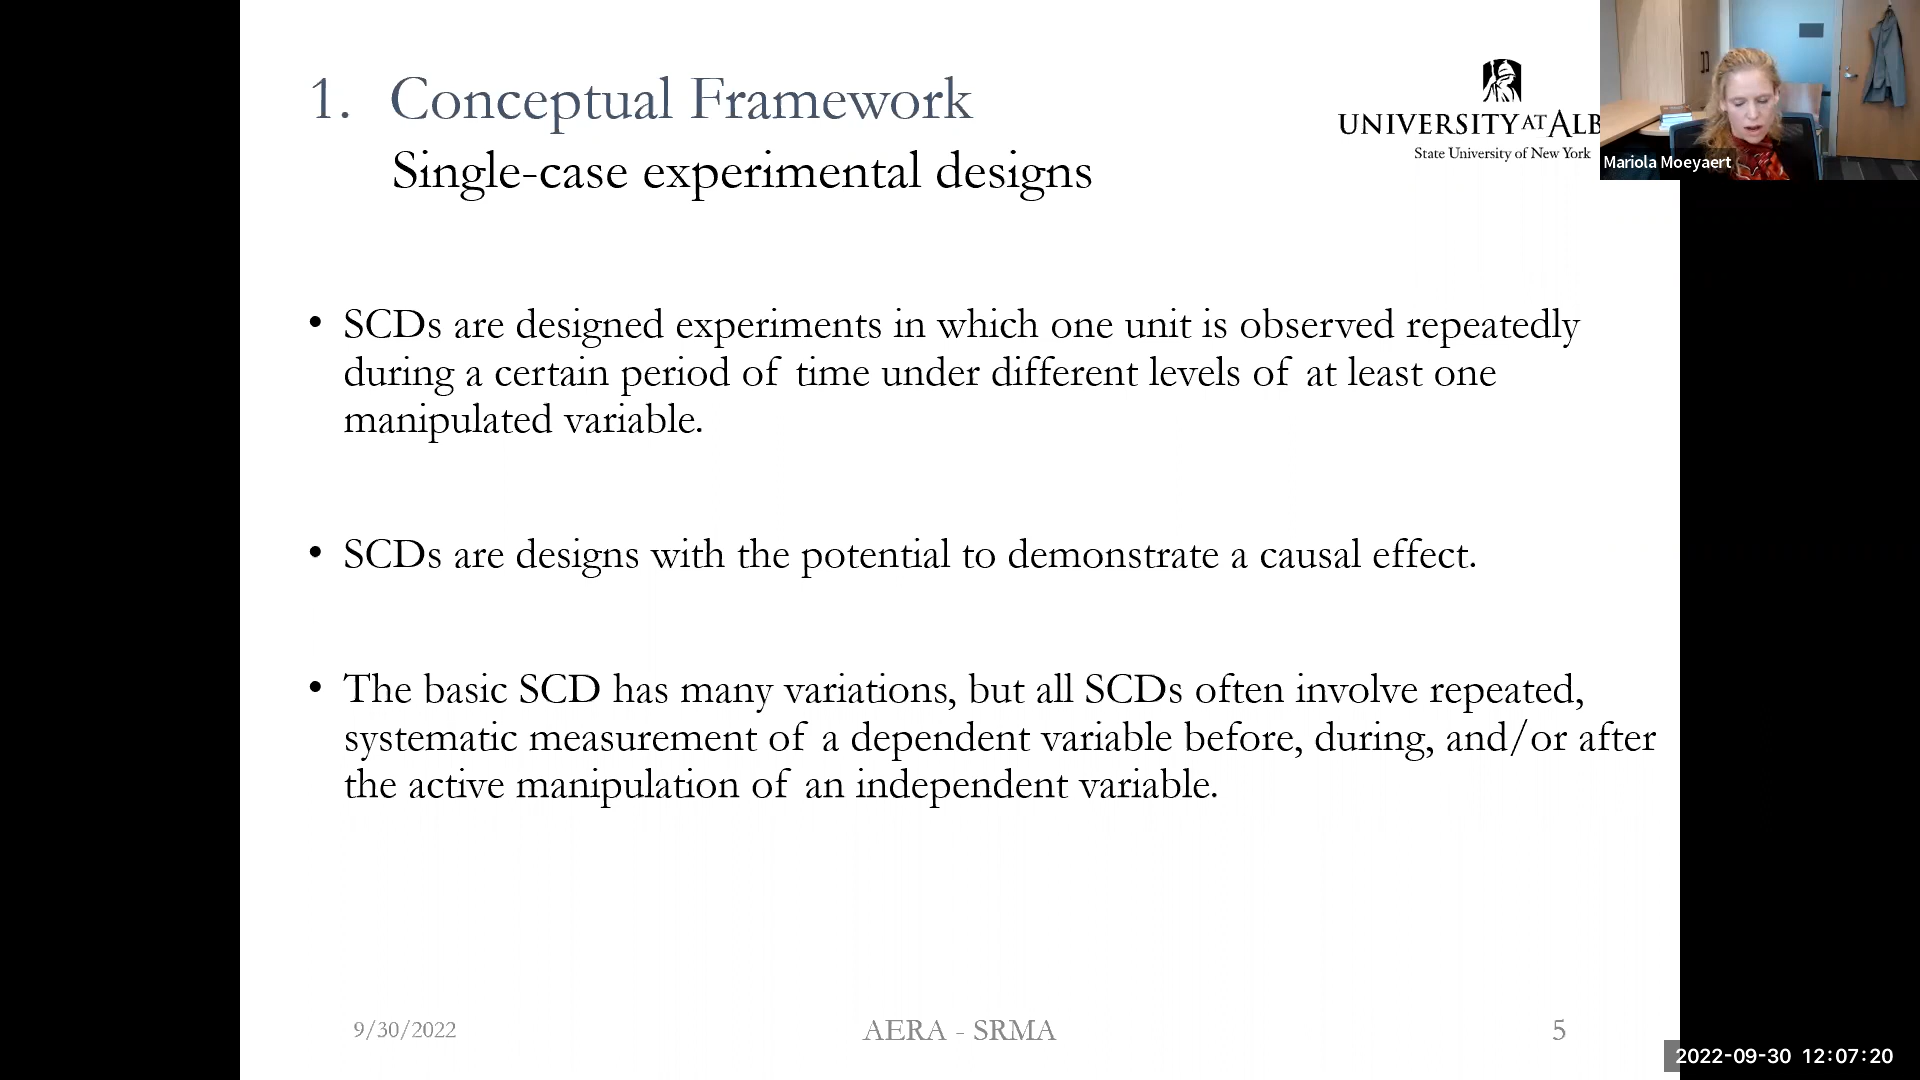 1. Conceptual Framework
Single-case experimental designs
UNIVERSITY AT ALB
State University of New York
Mariola Moeyaert
• SCDs are designed experiments in which one unit is observed repeatedly
during a certain period of time under different levels of at least one
manipulated variable.
• SCDs are designs with the potential to demonstrate a causal effect.
• The basic SCD has many variations, but all SCDs often involve repeated,
systematic measurement of a dependent variable before, during, and/or after
the active manipulation of an independent variable.
9/30/2022
AERA - SRMA
5
2022-09-30 12:07:20